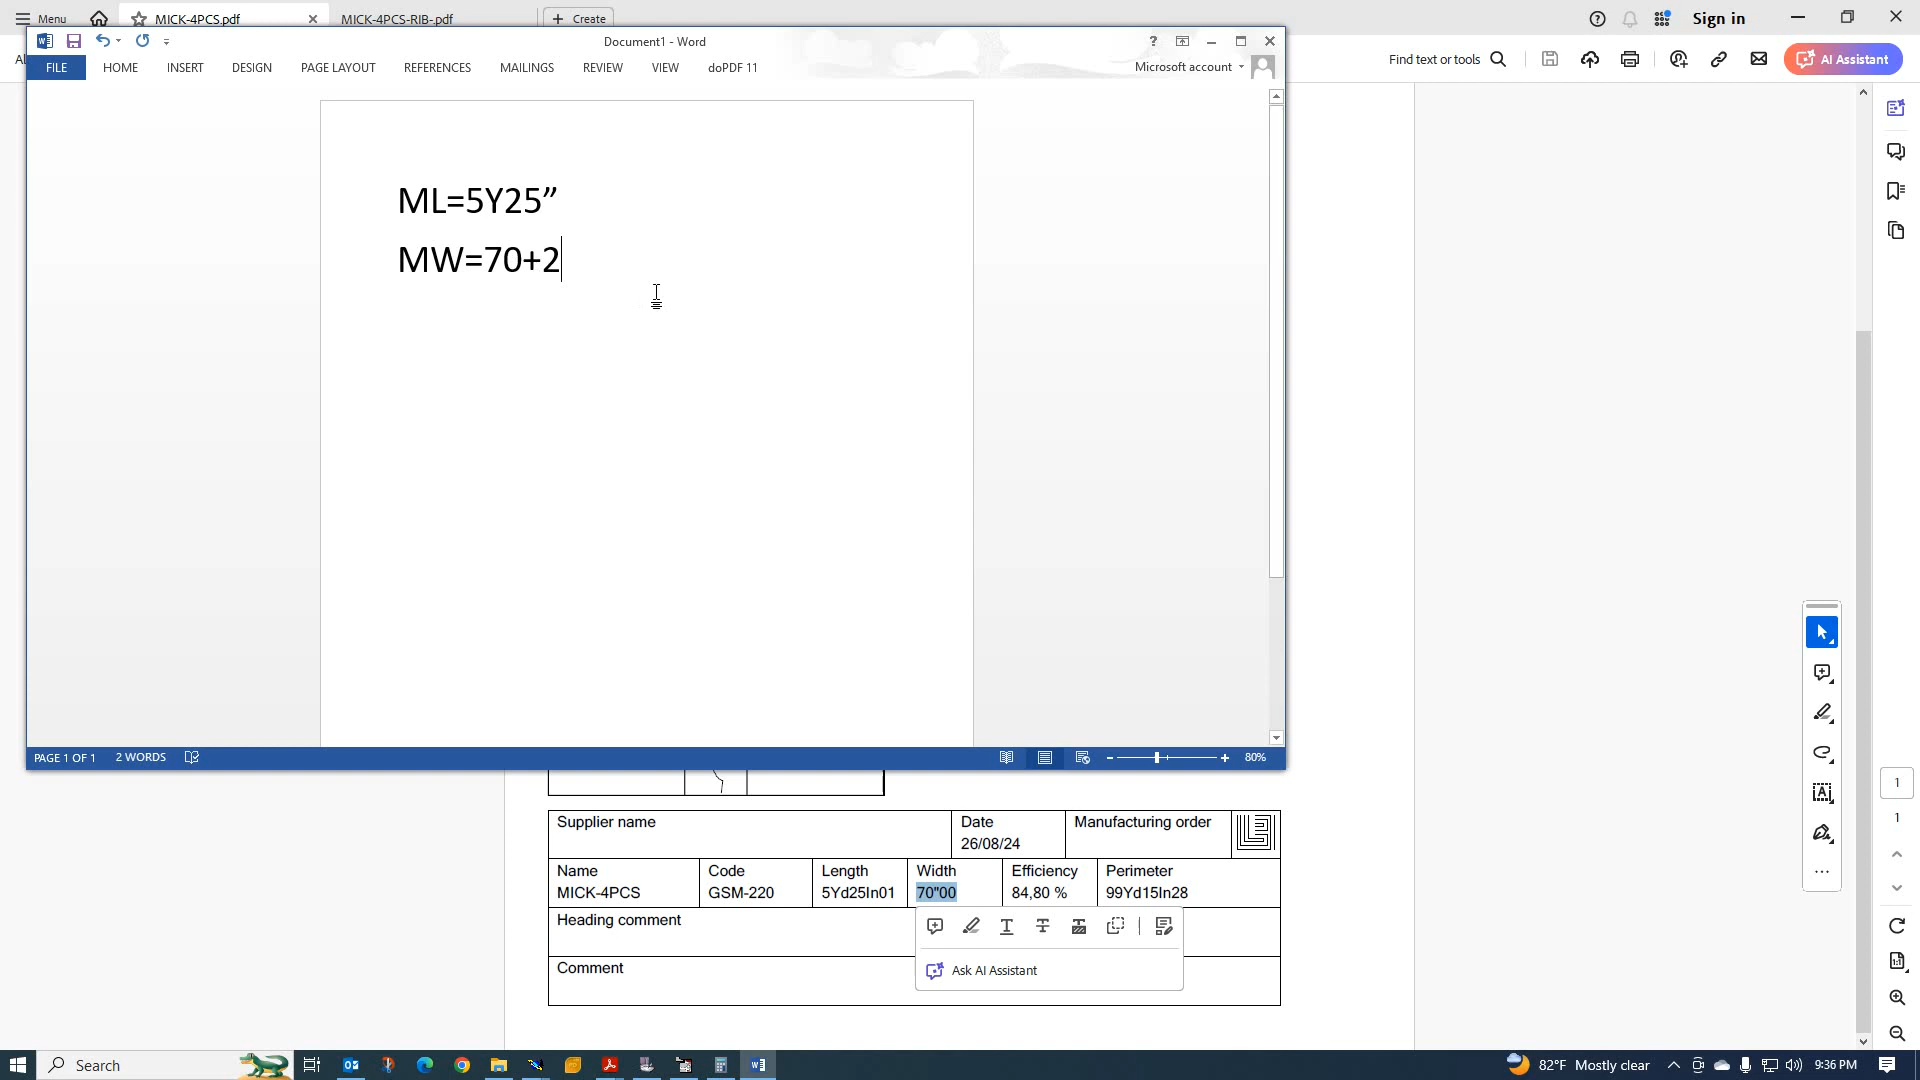 Menu
MICK-4PCS.pdf
MICK-4PCS-RIB-.pdf
Create
Sign in
Document1 - Word
FILE
HOME
INSERT
DESIGN
PAGE LAYOUT
REFERENCES
MAILINGS
REVIEW
VIEW
doPDF 11
Microsoft account
Find text or tools
AI Assistant
ML=5Y25”
MW=70+2
PAGE 1 OF 1
2 WORDS
80%
Supplier name
Date
26/08/24
Manufacturing order
Name
MICK-4PCS
Code
GSM-220
Length
5Yd25In01
Width
70"00
Efficiency
84,80 %
Perimeter
99Yd15In28
Heading comment
Comment
Ask AI Assistant
1
1
Search
82°F Mostly clear
9:36 PM